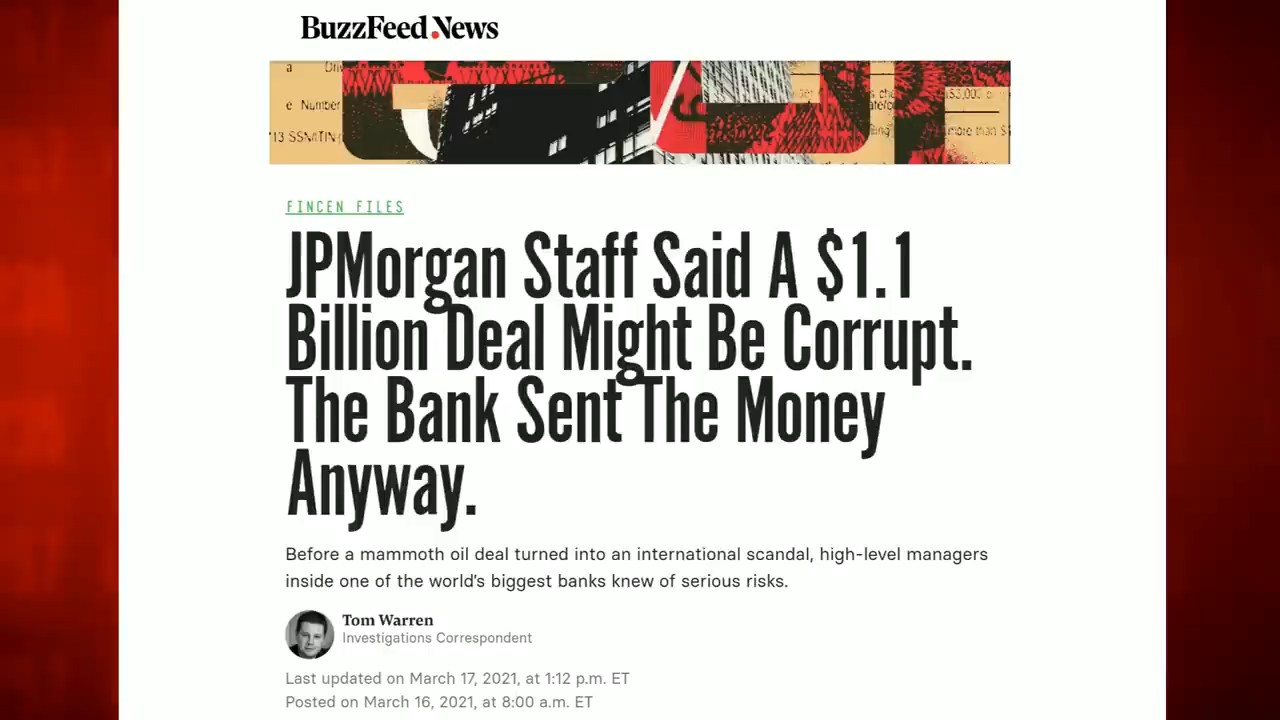 BuzzFeed News
a
e Number
FINCEN FILES
JPMorgan Staff Said A $1.1
Billion Deal Might Be Corrupt.
The Bank Sent The Money
Anyway.
Before a mammoth oil deal turned into an international scandal, high-level managers
inside one of the world's biggest banks knew of serious risks.
Tom Warren
Investigations Correspondent
Last updated on March 17, 2021, at 1:12 p.m. ET
Posted on March 16, 2021, at 8:00 a.m. ET